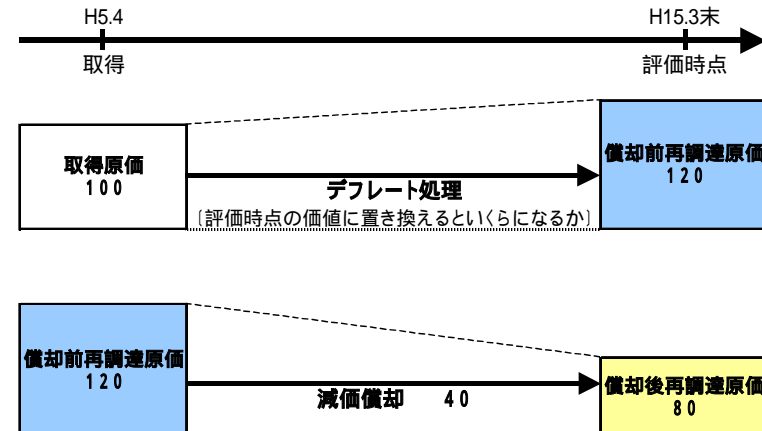 H5.4 H15.3末
取得 評価時点
取得原価
100
償却前再調達原価
120
デフレート処理
〔評価時点の価値に置き換えるといくらになるか〕
償却前再調達原価
120
減価償却 40
償却後再調達原価
80